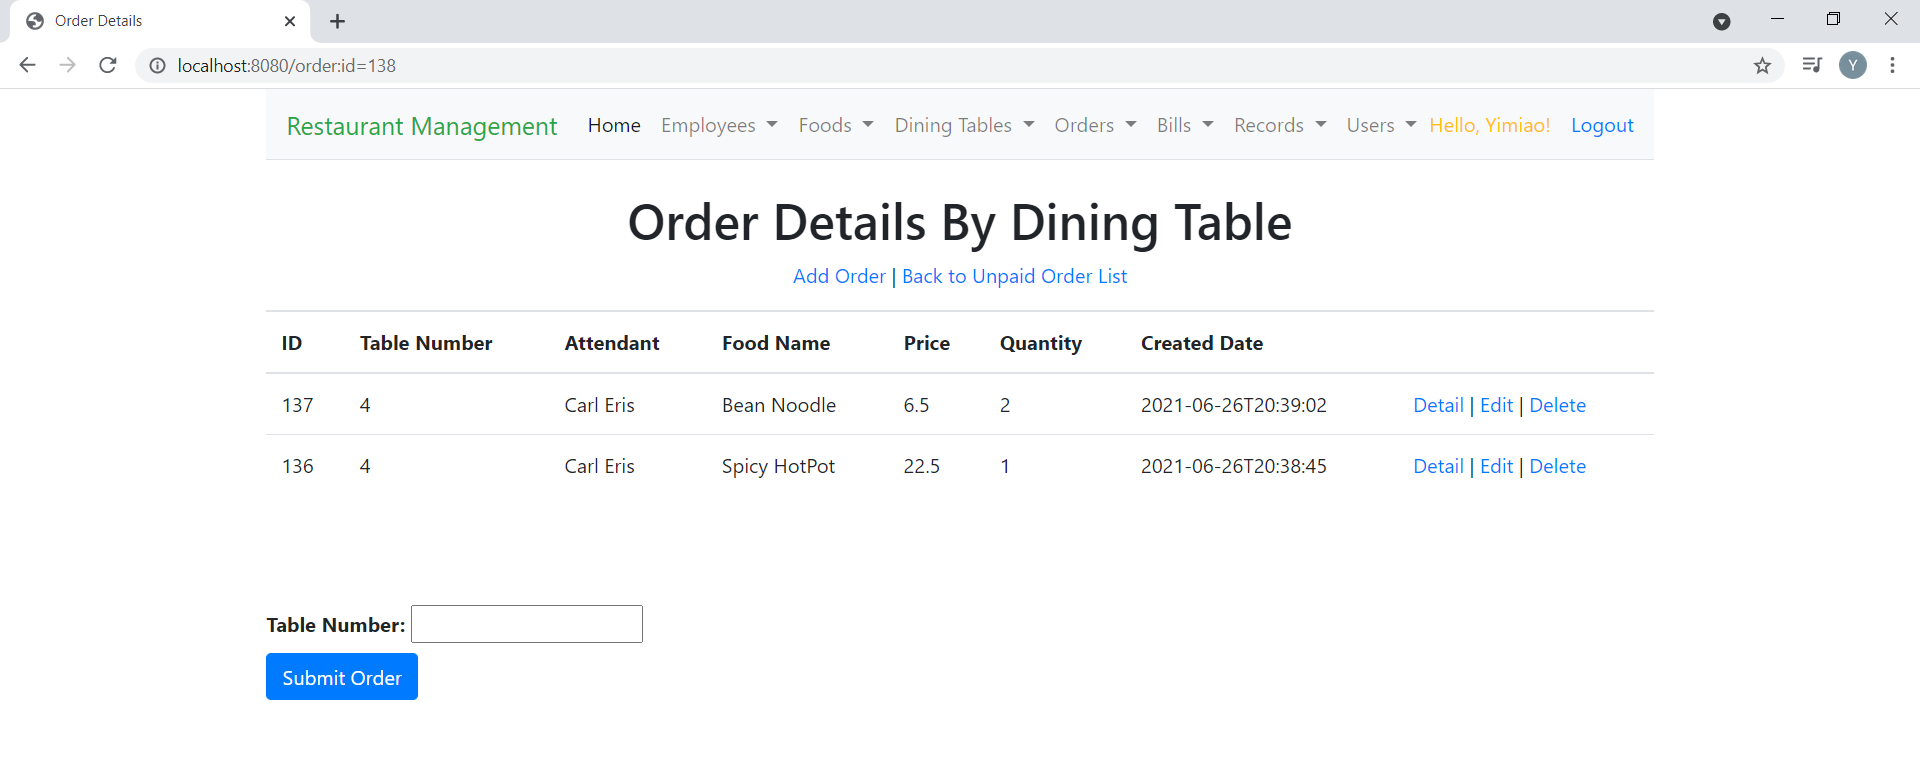 Order Details
localhost:8080/order:id=138
Y
Restaurant Management Home Employees Foods Dining Tables Orders Bills Records Users Hello, Yimiao! Logout
Order Details By Dining Table
Add Order | Back to Unpaid Order List
ID Table Number Attendant Food Name Price Quantity Created Date
137 4 Carl Eris Bean Noodle 6.5 2 2021-06-26T20:39:02 Detail | Edit | Delete
136 4 Carl Eris Spicy HotPot 22.5 1 2021-06-26T20:38:45 Detail | Edit | Delete
Table Number:
Submit Order